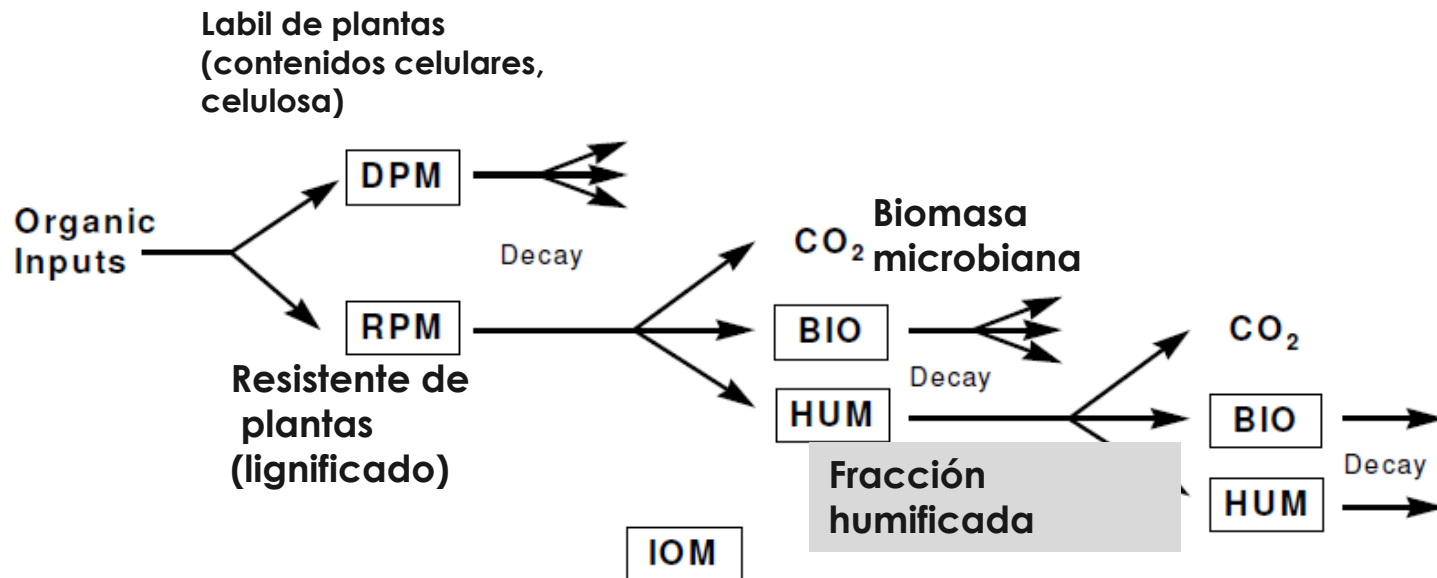 Labil de plantas
(contenidos celulares,
celulosa)
DPM
Organic
Inputs
Decay
RPM
Resistente de
plantas
(lignificado)
CO₂
Biomasa
microbiana
BIO
Decay
HUM
Fracción
humificada
CO₂
BIO
Decay
HUM
IOM